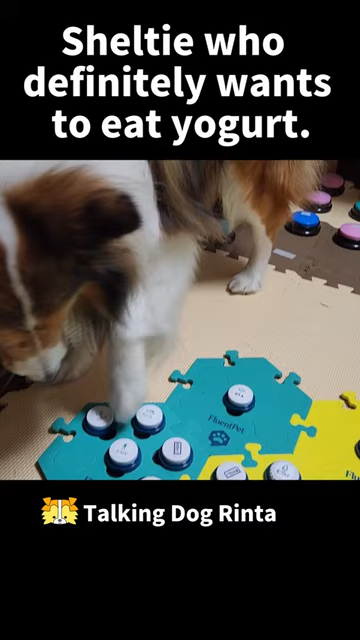 Sheltie who
definitely wants
to eat yogurt.
FluentPet
Talking Dog Rinta